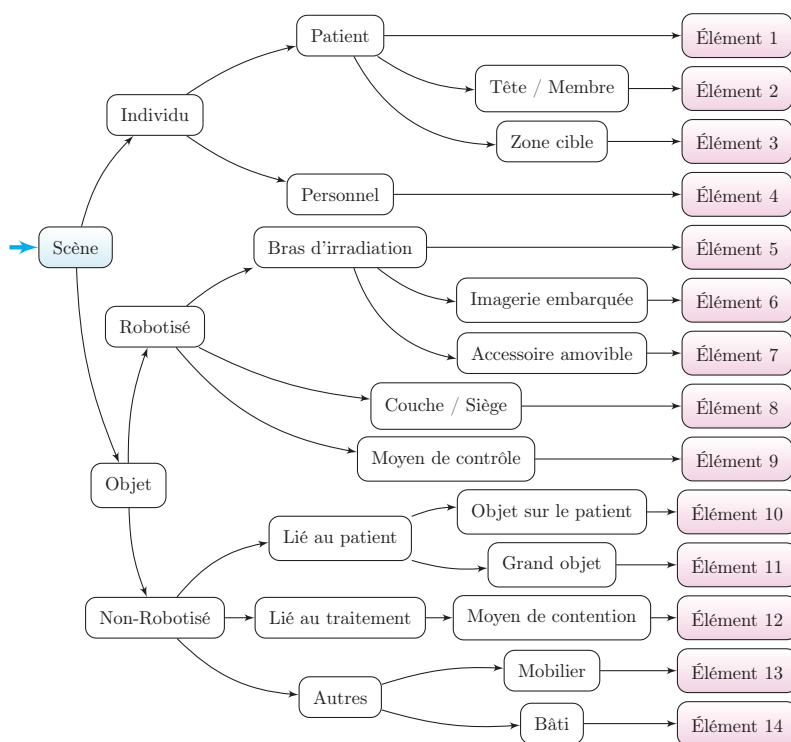 Patient
Élément 1
Tête / Membre
Élément 2
Individu
Zone cible
Élément 3
Personnel
Élément 4
Scène
Bras d'irradiation
Élément 5
Imagerie embarquée
Élément 6
Robotisé
Accessoire amovible
Élément 7
Couche / Siège
Élément 8
Moyen de contrôle
Élément 9
Objet
Objet sur le patient
Élément 10
Lié au patient
Grand objet
Élément 11
Non-Robotisé
Lié au traitement
Moyen de contention
Élément 12
Mobilier
Élément 13
Autres
Bâti
Élément 14